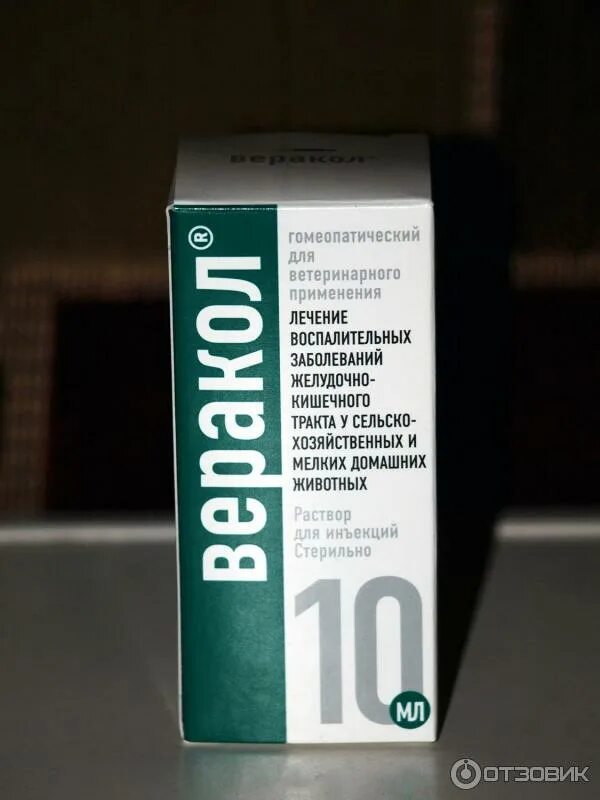 веракол
веракол®
гомеопатический
для
ветеринарного
применения
ЛЕЧЕНИЕ
ВОСПАЛИТЕЛЬНЫХ
ЗАБОЛЕВАНИЙ
ЖЕЛУДОЧНО-
КИШЕЧНОГО
ТРАКТА У СЕЛЬСКО-
ХОЗЯЙСТВЕННЫХ И
МЕЛКИХ ДОМАШНИХ
ЖИВОТНЫХ
Раствор
для инъекций
Стерильно
10
МЛ
ОТЗОВИК